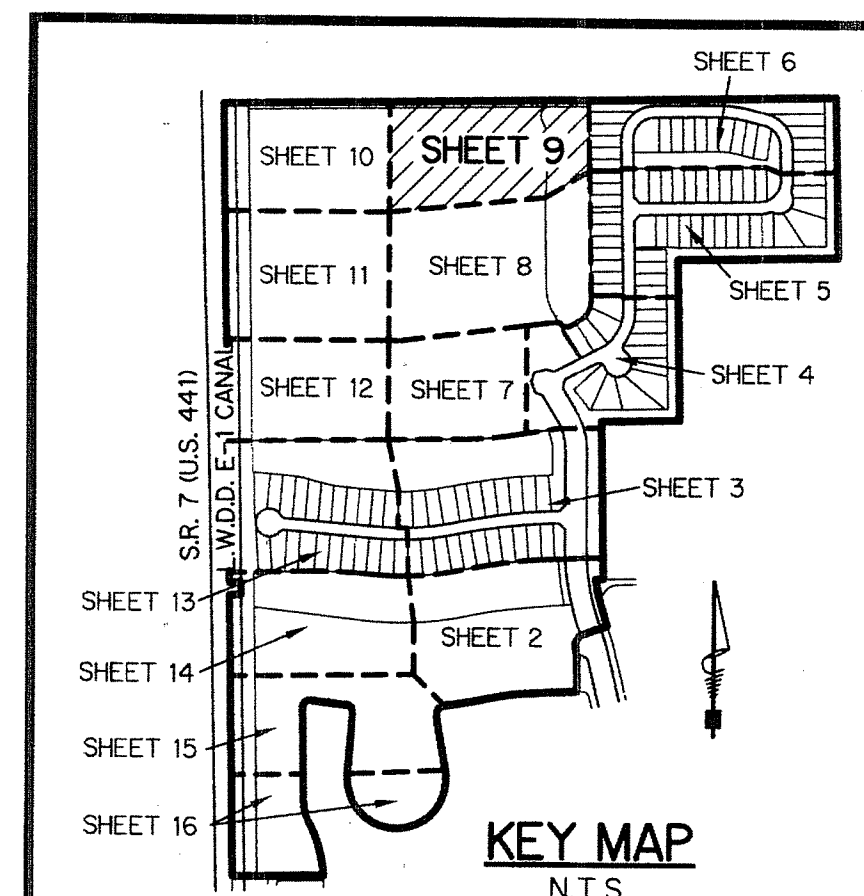 SHEET 6
SHEET 10
SHEET 9
SHEET 11
SHEET 8
SHEET 5
SHEET 12
SHEET 7
SHEET 4
S.R. 7 (U.S. 441)
L.W.D.D. E-1 CANAL
SHEET 3
SHEET 13
SHEET 2
SHEET 14
SHEET 15
SHEET 16
KEY MAP
N.T.S.